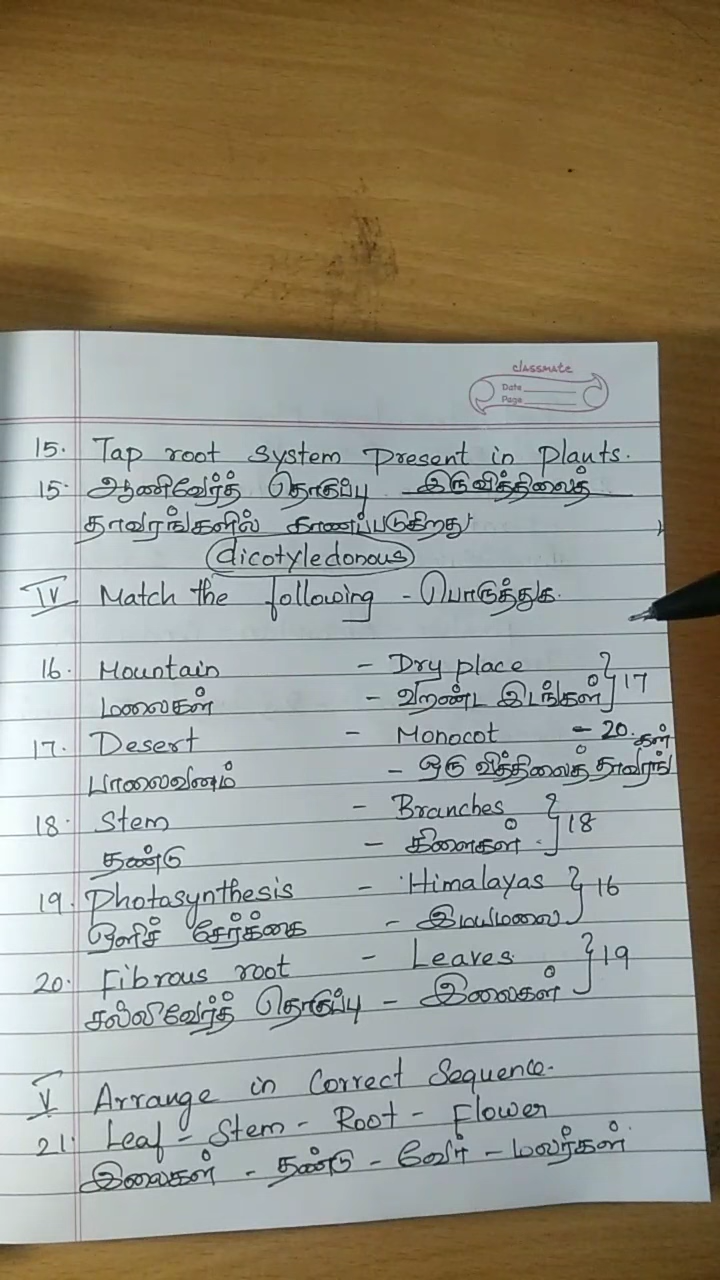 classmate
Date
Page
15. Tap root system Present in Plants.
15. ஆணிவேர்த் தொகுப்பு இருவித்திலைத்
தாவரங்களில் காணப்படுகிறது
dicotyledonous
IV Match the following - பொருத்துக.
16. Mountain - Dry place
மலைகள் - வறண்ட இடங்கள் } 17
17. Desert - Monocot - 20.
பாலைவனம் - ஒரு வித்திலைத் தாவரங்கள்
18. Stem - Branches
தண்டு - கிளைகள். } 18
19. Photasynthesis - Himalayas } 16
ஒளிச் சேர்க்கை - இமயமலை
20. Fibrous root - Leaves. } 19
சல்லிவேர்த் தொகுப்பு - இலைகள்
V Arrange in Correct Sequence.
21. Leaf - Stem - Root - Flower
இலைகள் - தண்டு - வேர் - மலர்கள்.